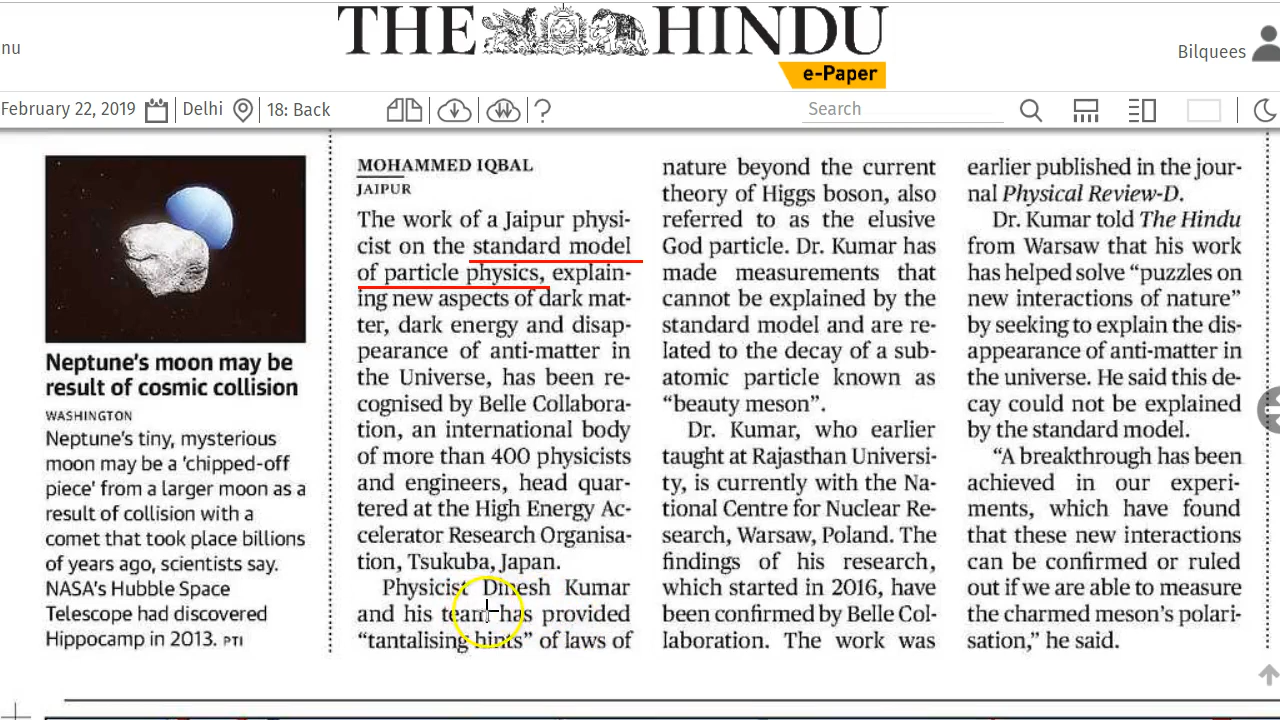 THE HINDU
e-Paper
nu
Bilquees
February 22, 2019
Delhi
18: Back
?
Search
Neptune's moon may be
result of cosmic collision
WASHINGTON
Neptune's tiny, mysterious
moon may be a 'chipped-off
piece' from a larger moon as a
result of collision with a
comet that took place billions
of years ago, scientists say.
NASA's Hubble Space
Telescope had discovered
Hippocamp in 2013. PTI
MOHAMMED IQBAL
JAIPUR
The work of a Jaipur physi-
cist on the standard model
of particle physics, explain-
ing new aspects of dark mat-
ter, dark energy and disap-
pearance of anti-matter in
the Universe, has been re-
cognised by Belle Collabora-
tion, an international body
of more than 400 physicists
and engineers, head quar-
tered at the High Energy Ac-
celerator Research Organisa-
tion, Tsukuba, Japan.
Physicist Dinesh Kumar
and his team has provided
“tantalising hints” of laws of
nature beyond the current
theory of Higgs boson, also
referred to as the elusive
God particle. Dr. Kumar has
made measurements that
cannot be explained by the
standard model and are re-
lated to the decay of a sub-
atomic particle known as
“beauty meson”.
Dr. Kumar, who earlier
taught at Rajasthan Universi-
ty, is currently with the Na-
tional Centre for Nuclear Re-
search, Warsaw, Poland. The
findings of his research,
which started in 2016, have
been confirmed by Belle Col-
laboration. The work was
earlier published in the jour-
nal Physical Review-D.
Dr. Kumar told The Hindu
from Warsaw that his work
has helped solve “puzzles on
new interactions of nature”
by seeking to explain the dis-
appearance of anti-matter in
the universe. He said this de-
cay could not be explained
by the standard model.
“A breakthrough has been
achieved in our experi-
ments, which have found
that these new interactions
can be confirmed or ruled
out if we are able to measure
the charmed meson's polari-
sation,” he said.